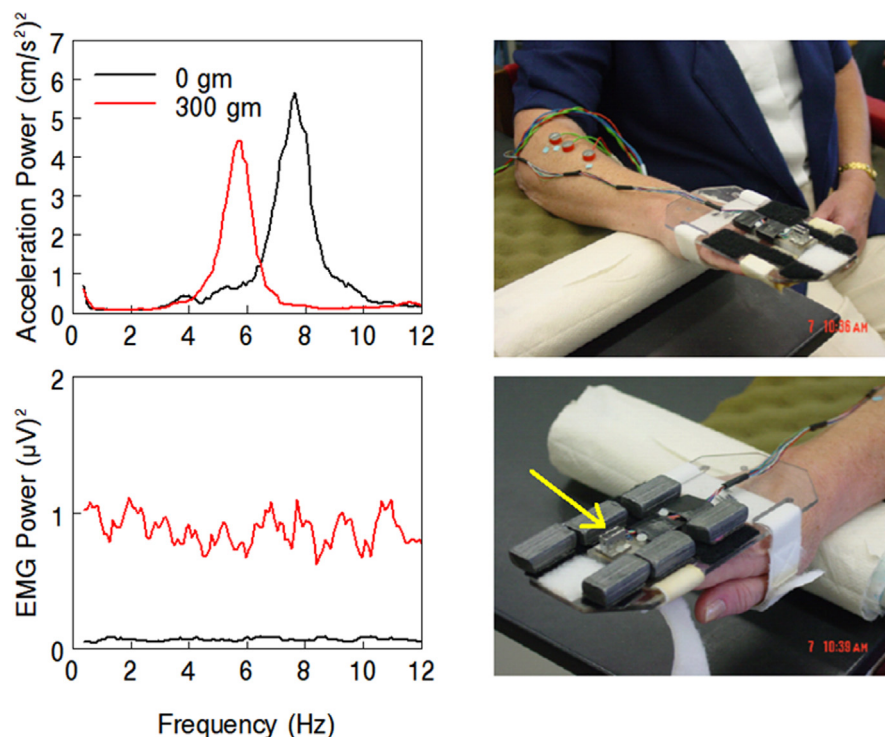 Acceleration Power (cm/s²)²
7
6
5
4
3
2
1
0
0 gm
300 gm
0 2 4 6 8 10 12
EMG Power (µV)²
2
1
0
0 2 4 6 8 10 12
Frequency (Hz)
7 10:36 AM
7 10:39 AM